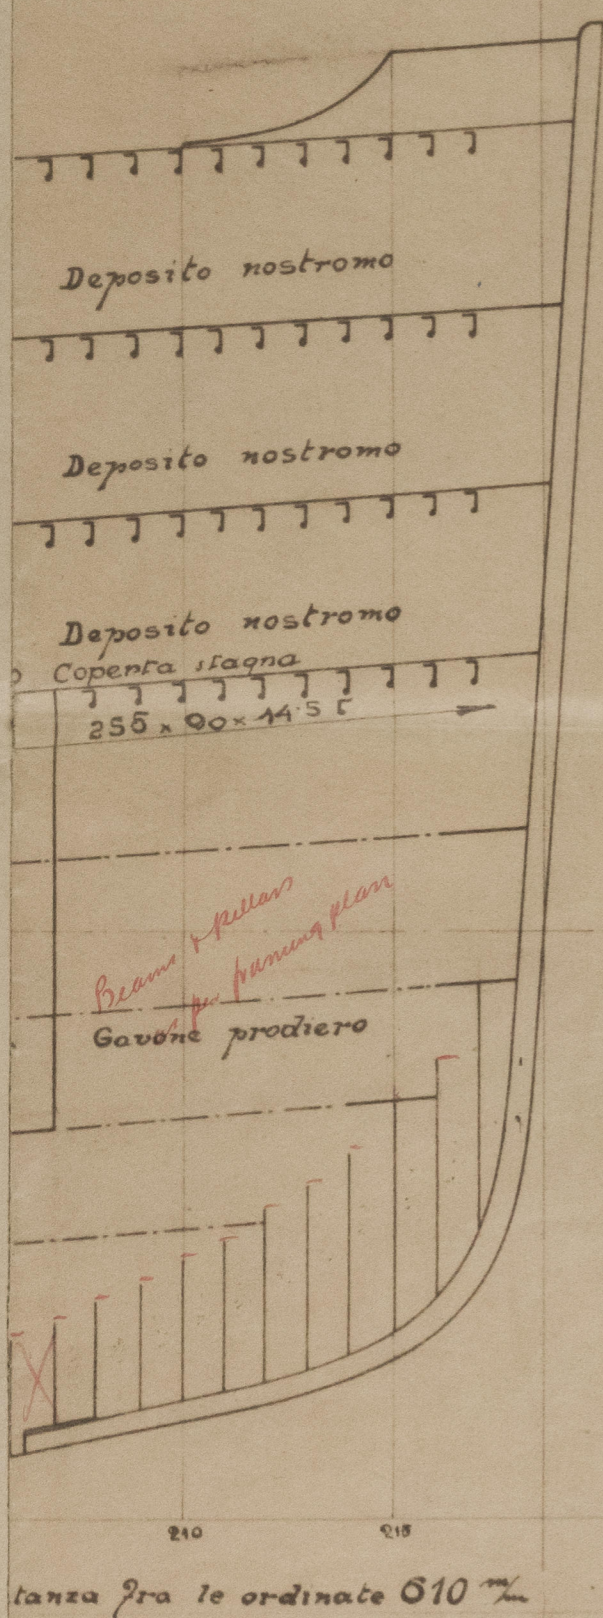 Deposito nostromo
Deposito nostromo
Deposito nostromo
Coperta stagna
255 x 90 x 14.5 [
Beams & pillars
as per framing plan
Gavone prodiero
210 215
tanza fra le ordinate 610 m/m